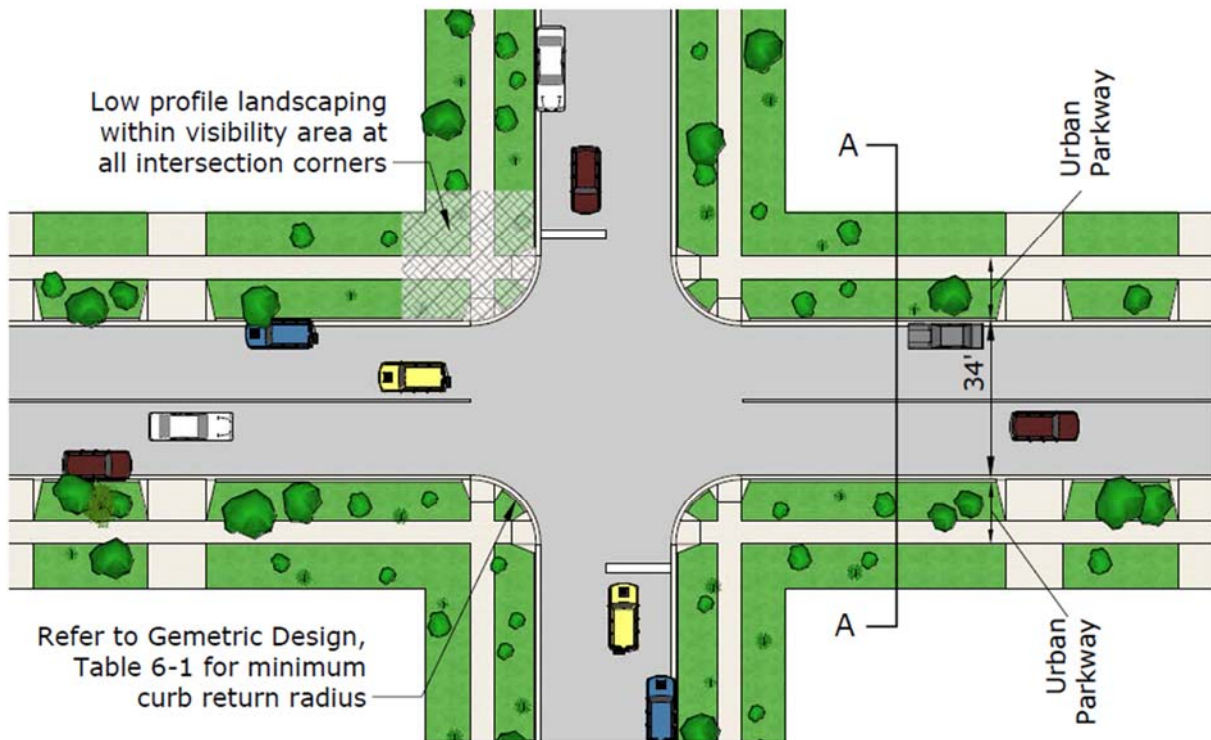 Low profile landscaping
within visibility area at
all intersection corners
A
Urban
Parkway
34'
A
Urban
Parkway
Refer to Gemetric Design,
Table 6-1 for minimum
curb return radius